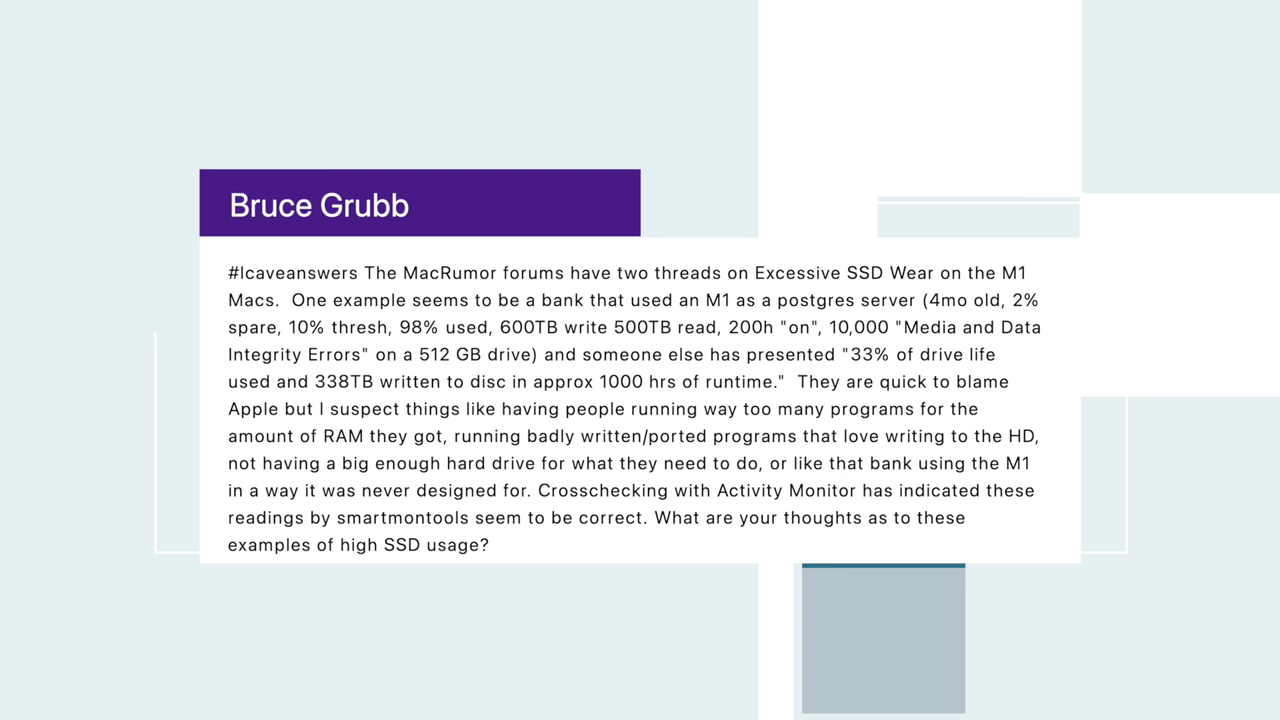 Bruce Grubb
#Icaveanswers The MacRumor forums have two threads on Excessive SSD Wear on the M1
Macs.  One example seems to be a bank that used an M1 as a postgres server (4mo old, 2%
spare, 10% thresh, 98% used, 600TB write 500TB read, 200h "on", 10,000 "Media and Data
Integrity Errors" on a 512 GB drive) and someone else has presented "33% of drive life
used and 338TB written to disc in approx 1000 hrs of runtime."  They are quick to blame
Apple but I suspect things like having people running way too many programs for the
amount of RAM they got, running badly written/ported programs that love writing to the HD,
not having a big enough hard drive for what they need to do, or like that bank using the M1
in a way it was never designed for. Crosschecking with Activity Monitor has indicated these
readings by smartmontools seem to be correct. What are your thoughts as to these
examples of high SSD usage?